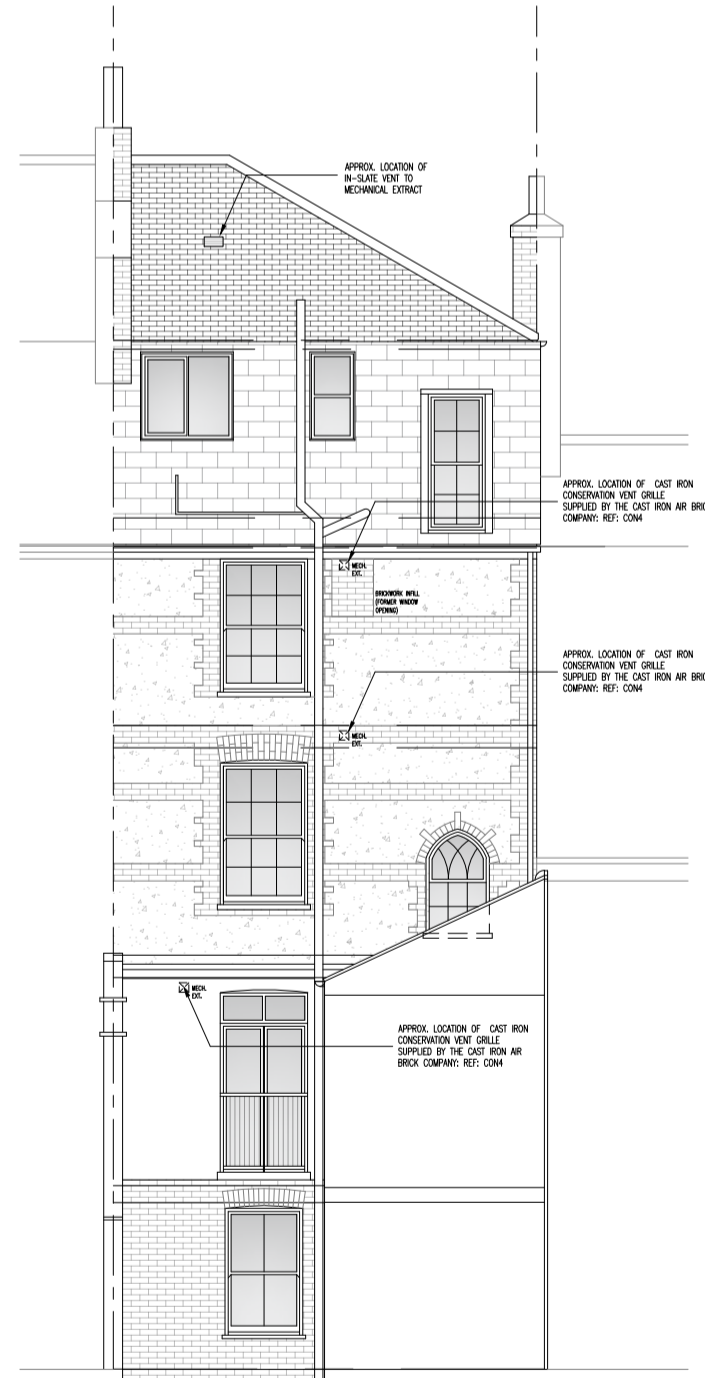 APPROX. LOCATION OF
IN-SLATE VENT TO
MECHANICAL EXTRACT
APPROX. LOCATION OF CAST IRON
CONSERVATION VENT GRILLE
SUPPLIED BY THE CAST IRON AIR BRIC
COMPANY: REF: CON4
MECH.
EXT.
BRICKWORK INFILL
(FORMER WINDOW
OPENING)
APPROX. LOCATION OF CAST IRON
CONSERVATION VENT GRILLE
SUPPLIED BY THE CAST IRON AIR BRIC
COMPANY: REF: CON4
MECH.
EXT.
MECH.
EXT.
APPROX. LOCATION OF CAST IRON
CONSERVATION VENT GRILLE
SUPPLIED BY THE CAST IRON AIR
BRICK COMPANY: REF: CON4